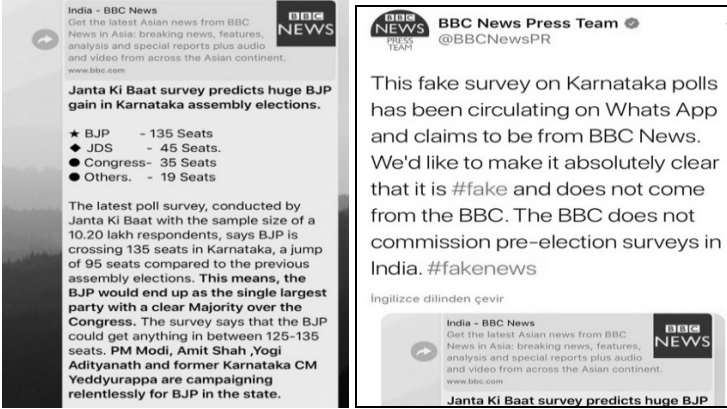 India - BBC News
Get the latest Asian news from BBC
News in Asia: breaking news, features,
analysis and special reports plus audio
and video from across the Asian continent.
www.bbc.com
BBC
NEWS
Janta Ki Baat survey predicts huge BJP
gain in Karnataka assembly elections.
★ BJP - 135 Seats
◆ JDS - 45 Seats.
● Congress- 35 Seats
● Others. - 19 Seats
The latest poll survey, conducted by
Janta Ki Baat with the sample size of a
10.20 lakh respondents, says BJP is
crossing 135 seats in Karnataka, a jump
of 95 seats compared to the previous
assembly elections. This means, the
BJP would end up as the single largest
party with a clear Majority over the
Congress. The survey says that the BJP
could get anything in between 125-135
seats. PM Modi, Amit Shah ,Yogi
Adityanath and former Karnataka CM
Yeddyurappa are campaigning
relentlessly for BJP in the state.
BBC
NEWS
PRESS
TEAM
BBC News Press Team
@BBCNewsPR
This fake survey on Karnataka polls
has been circulating on Whats App
and claims to be from BBC News.
We'd like to make it absolutely clear
that it is #fake and does not come
from the BBC. The BBC does not
commission pre-election surveys in
India. #fakenews
İngilizce dilinden çevir
India - BBC News
Get the latest Asian news from BBC
News in Asia: breaking news, features,
analysis and special reports plus audio
and video from across the Asian continent.
www.bbc.com
BBC
NEWS
Janta Ki Baat survey predicts huge BJP